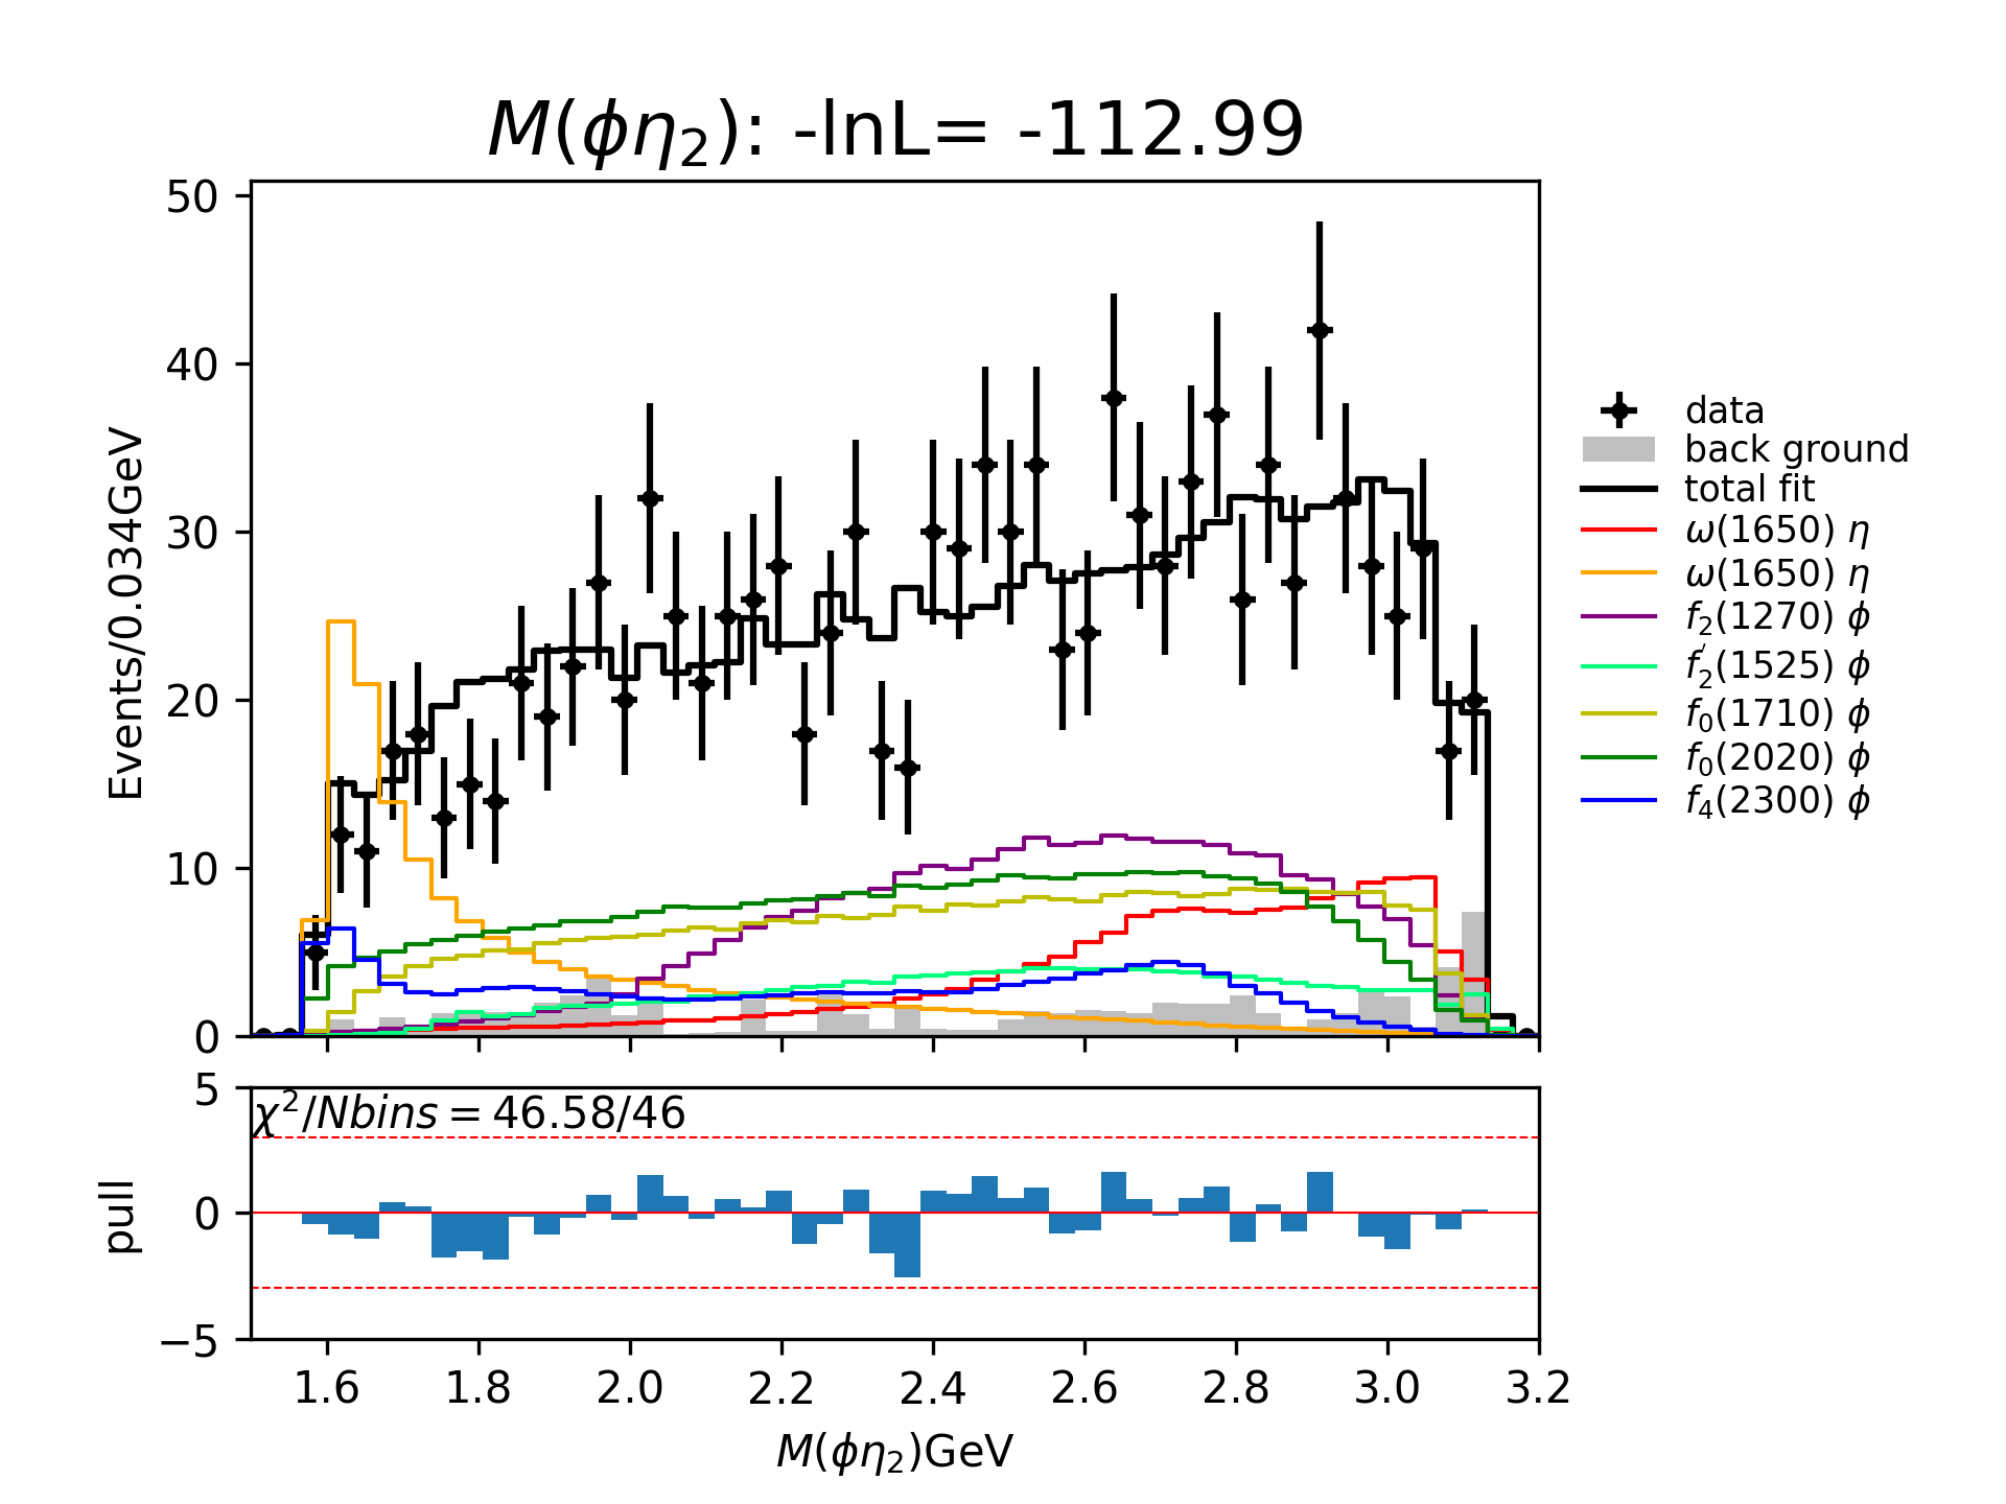 M(ϕη₂): -lnL= -112.99
50
40
30
20
10
0
Events/0.034GeV
data
back ground
total fit
ω(1650) η
ω(1650) η
f₂(1270) ϕ
f₂′(1525) ϕ
f₀(1710) ϕ
f₀(2020) ϕ
f₄(2300) ϕ
χ²/Nbins = 46.58/46
5
0
−5
pull
1.6 1.8 2.0 2.2 2.4 2.6 2.8 3.0 3.2
M(ϕη₂)GeV